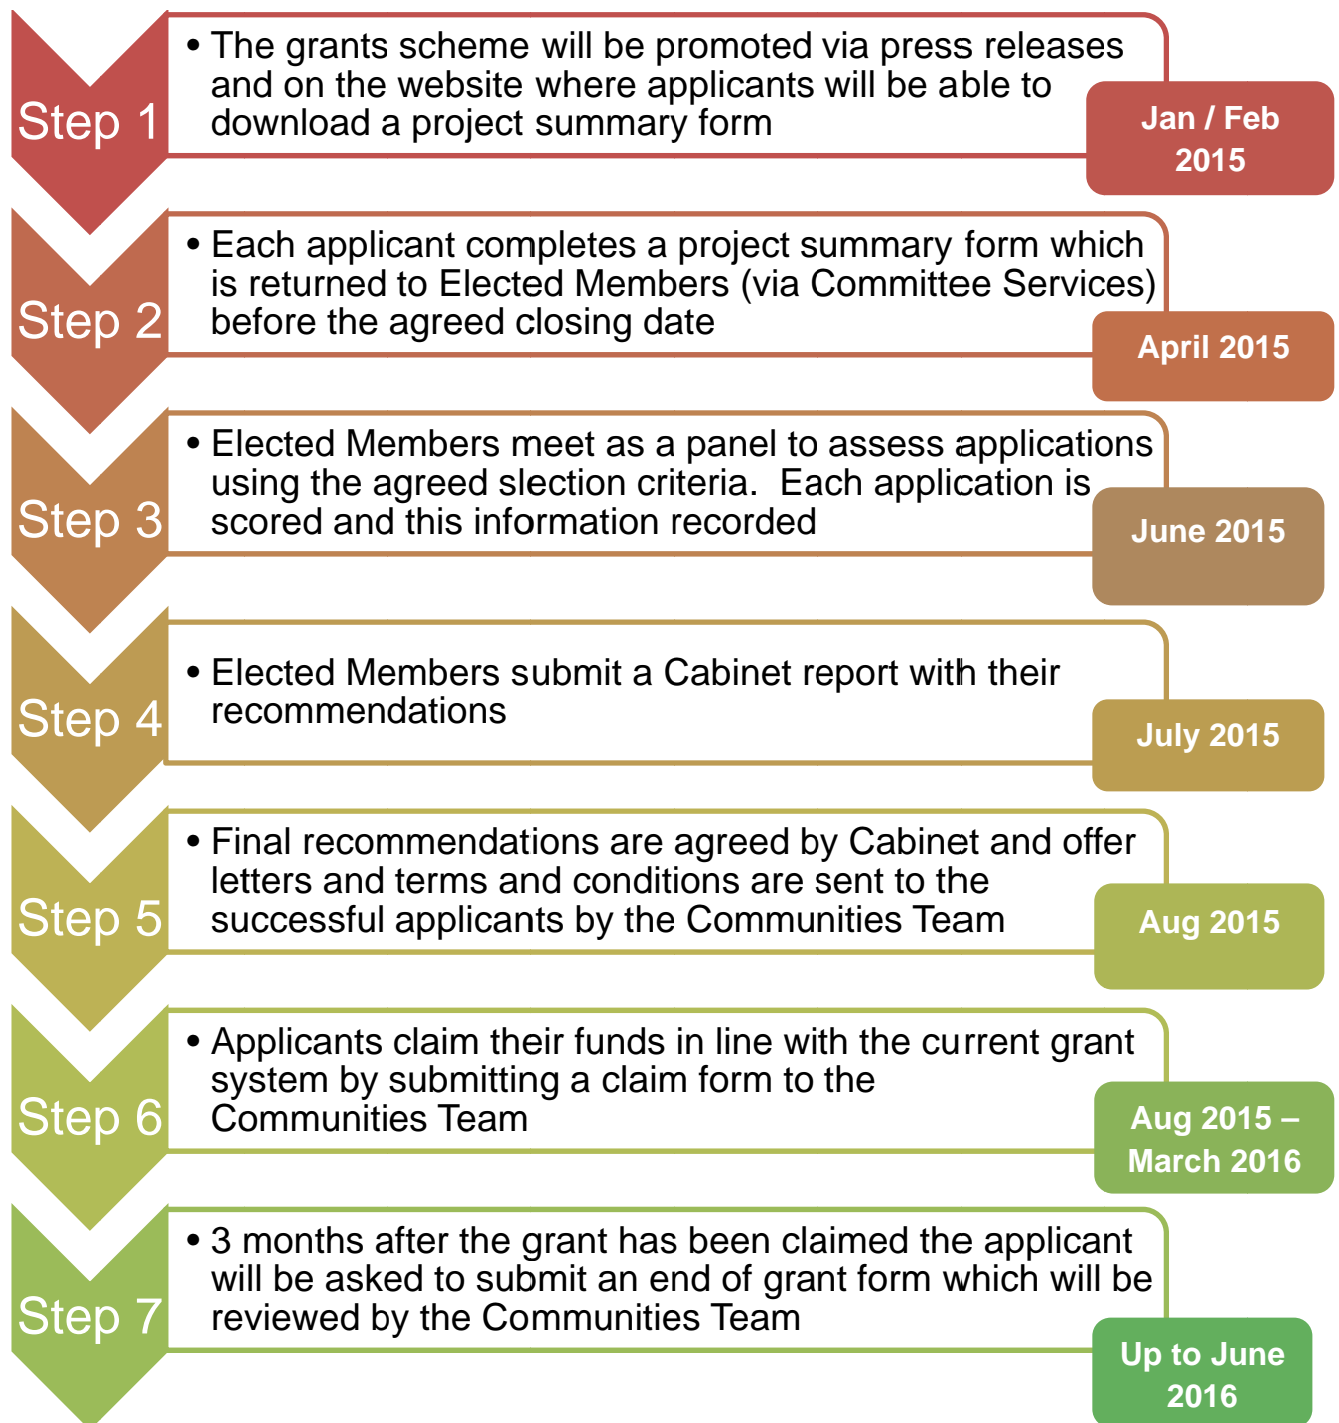 Step 1
• The grants scheme will be promoted via press releases
and on the website where applicants will be able to
download a project summary form
Jan / Feb
2015
Step 2
• Each applicant completes a project summary form which
is returned to Elected Members (via Committee Services)
before the agreed closing date
April 2015
Step 3
• Elected Members meet as a panel to assess applications
using the agreed slection criteria.  Each application is
scored and this information recorded
June 2015
Step 4
• Elected Members submit a Cabinet report with their
recommendations
July 2015
Step 5
• Final recommendations are agreed by Cabinet and offer
letters and terms and conditions are sent to the
successful applicants by the Communities Team
Aug 2015
Step 6
• Applicants claim their funds in line with the current grant
system by submitting a claim form to the
Communities Team
Aug 2015 –
March 2016
Step 7
• 3 months after the grant has been claimed the applicant
will be asked to submit an end of grant form which will be
reviewed by the Communities Team
Up to June
2016